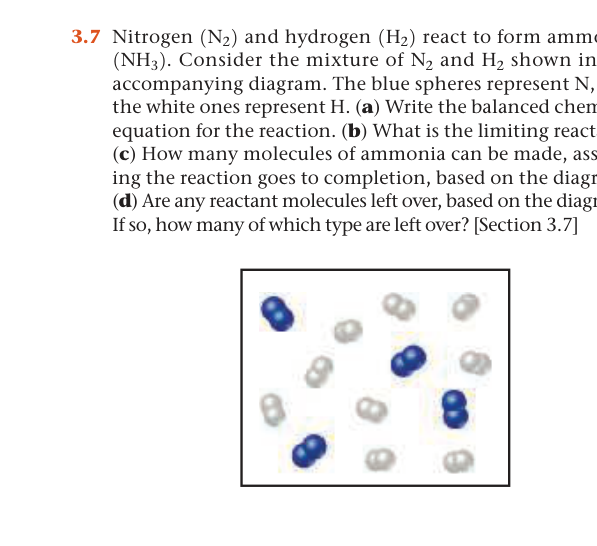 3.7 Nitrogen (N₂) and hydrogen (H₂) react to form ammo
(NH₃). Consider the mixture of N₂ and H₂ shown in
accompanying diagram. The blue spheres represent N,
the white ones represent H. (a) Write the balanced chem
equation for the reaction. (b) What is the limiting react
(c) How many molecules of ammonia can be made, ass
ing the reaction goes to completion, based on the diagr
(d) Are any reactant molecules left over, based on the diagr
If so, how many of which type are left over? [Section 3.7]